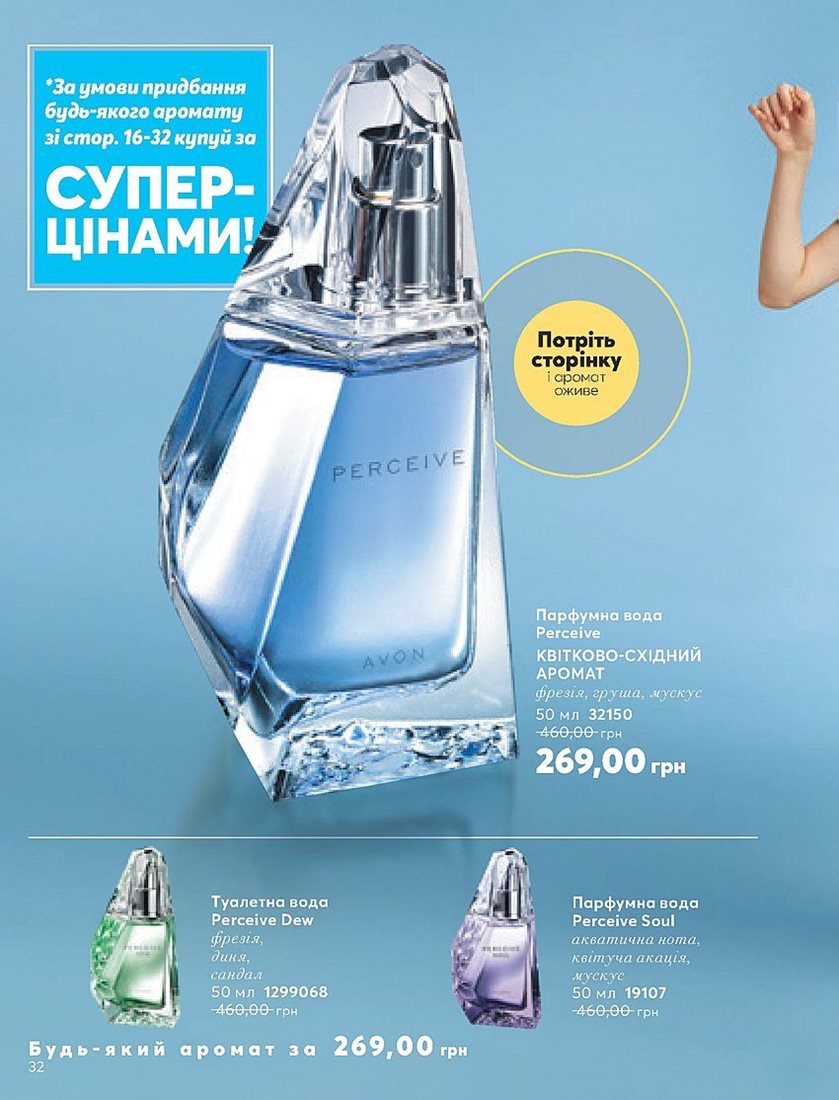 *За умови придбання
будь-якого аромату
зі стор. 16-32 купуй за
СУПЕР-
ЦІНАМИ!
Потріть
сторінку
і аромат
оживе
PERCEIVE
AVON
Парфумна вода
Perceive
КВІТКОВО-СХІДНИЙ
АРОМАТ
фрезія, груша, мускус
50 мл 32150
460,00 грн
269,00 грн
Туалетна вода
Perceive Dew
фрезія,
диня,
сандал
50 мл 1299068
460,00 грн
Парфумна вода
Perceive Soul
акватична нота,
квітуча акація,
мускус
50 мл 19107
460,00 грн
Будь-який аромат за 269,00 грн
32